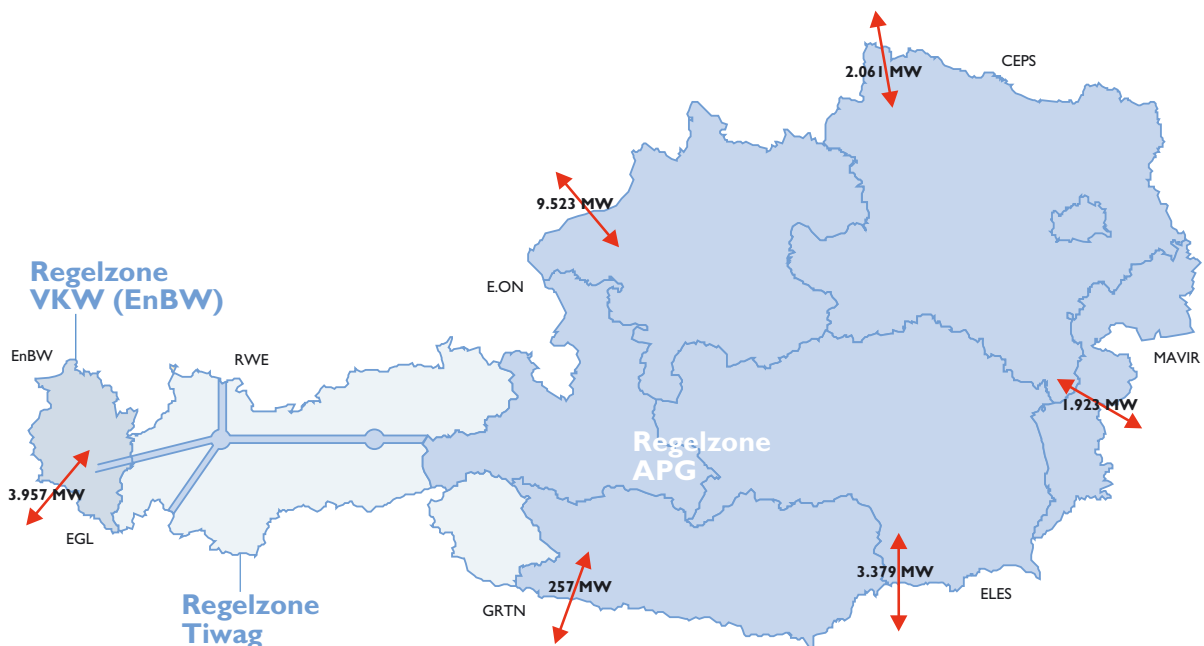 CEPS
2.061 MW
9.523 MW
Regelzone
VKW (EnBW)
E.ON
EnBW
RWE
MAVIR
1.923 MW
Regelzone
APG
3.957 MW
EGL
3.379 MW
257 MW
ELES
GRTN
Regelzone
Tiwag